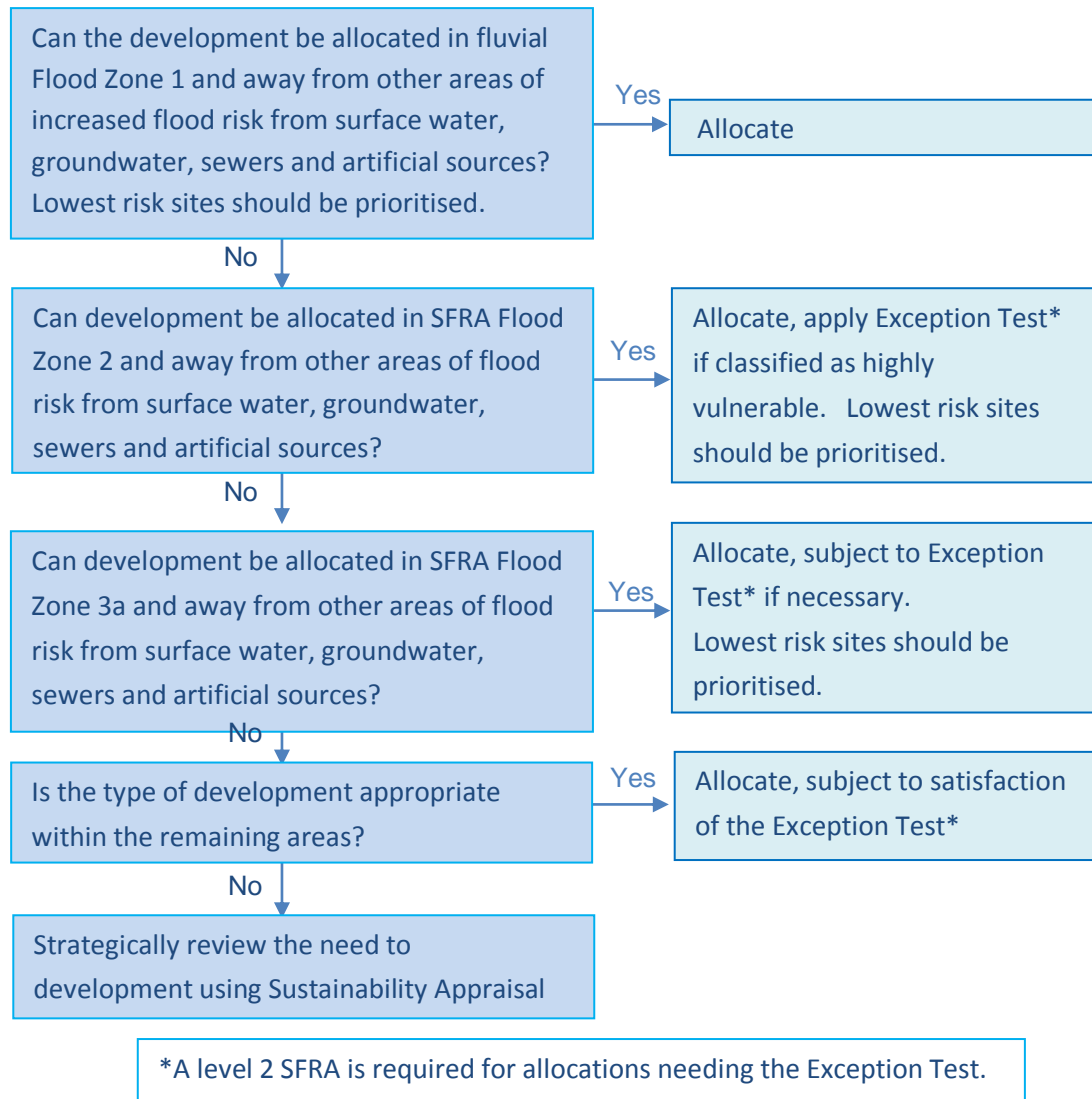 Can the development be allocated in fluvial
Flood Zone 1 and away from other areas of
increased flood risk from surface water,
groundwater, sewers and artificial sources?
Lowest risk sites should be prioritised.
Yes
Allocate
No
Can development be allocated in SFRA Flood
Zone 2 and away from other areas of flood
risk from surface water, groundwater,
sewers and artificial sources?
Yes
Allocate, apply Exception Test*
if classified as highly
vulnerable. Lowest risk sites
should be prioritised.
No
Can development be allocated in SFRA Flood
Zone 3a and away from other areas of flood
risk from surface water, groundwater,
sewers and artificial sources?
Yes
Allocate, subject to Exception
Test* if necessary.
Lowest risk sites should be
prioritised.
No
Is the type of development appropriate
within the remaining areas?
Yes
Allocate, subject to satisfaction
of the Exception Test*
No
Strategically review the need to
development using Sustainability Appraisal
*A level 2 SFRA is required for allocations needing the Exception Test.